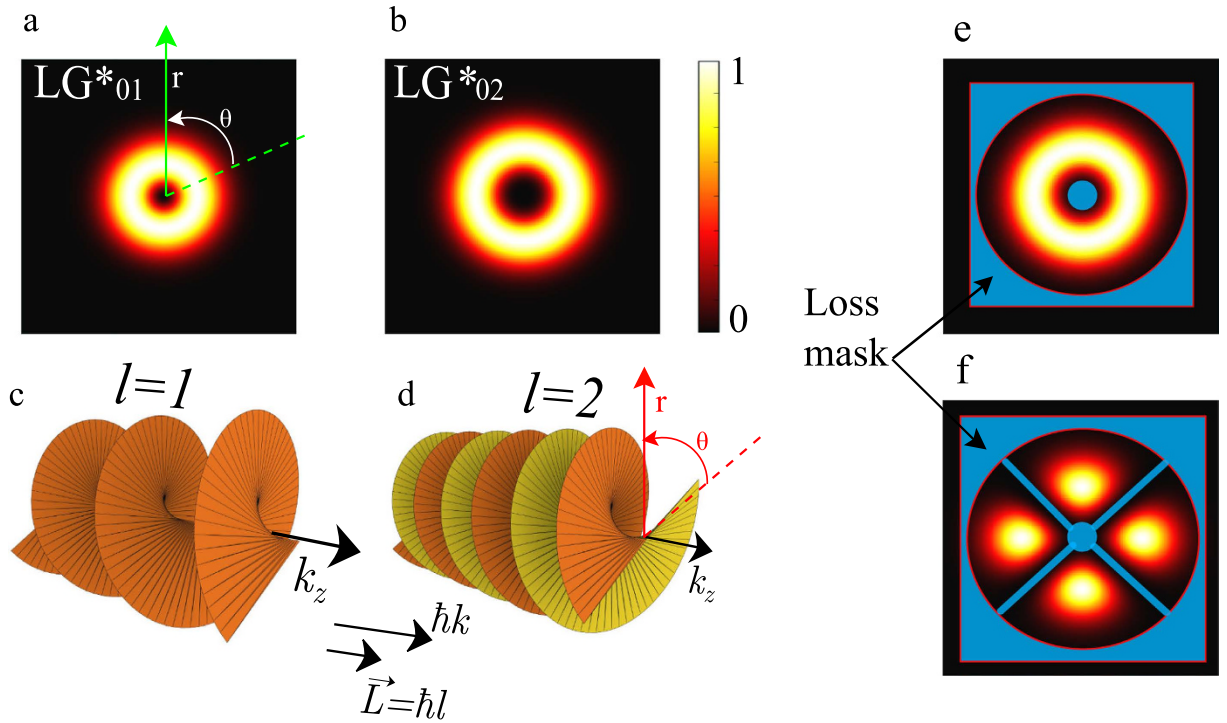 a
LG*01
r
θ
b
LG*02
1
0
c
l=1
kz
d
l=2
r
θ
kz
ħk
L⃗=ħl
e
Loss
mask
f